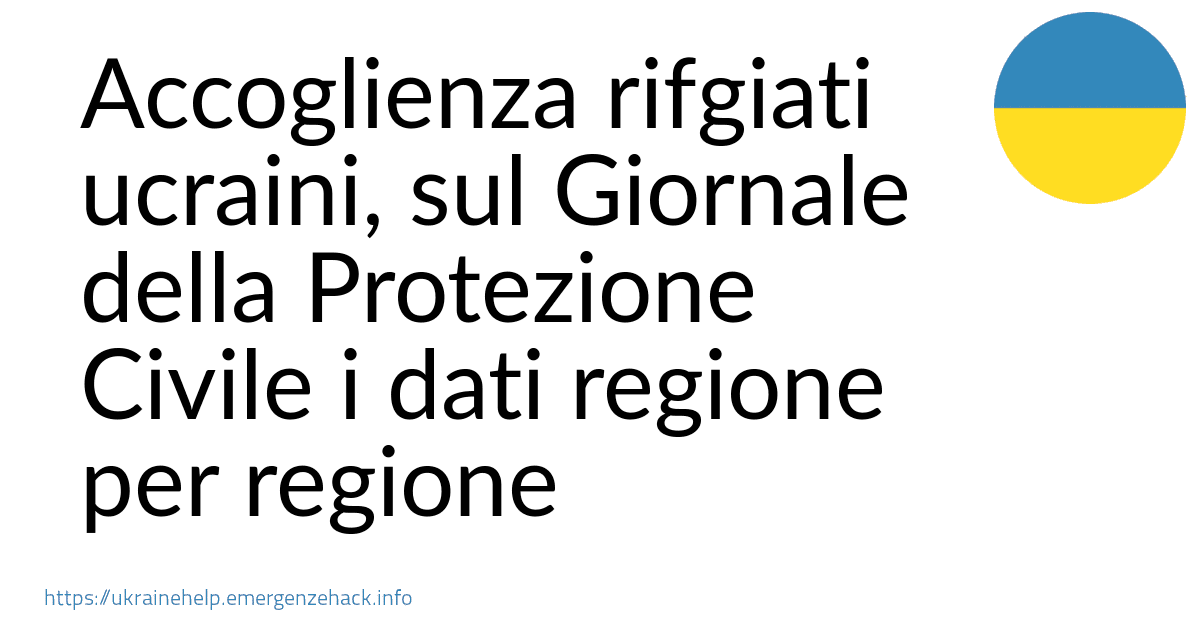 Accoglienza rifgiati
ucraini, sul Giornale
della Protezione
Civile i dati regione
per regione
https://ukrainehelp.emergenzehack.info